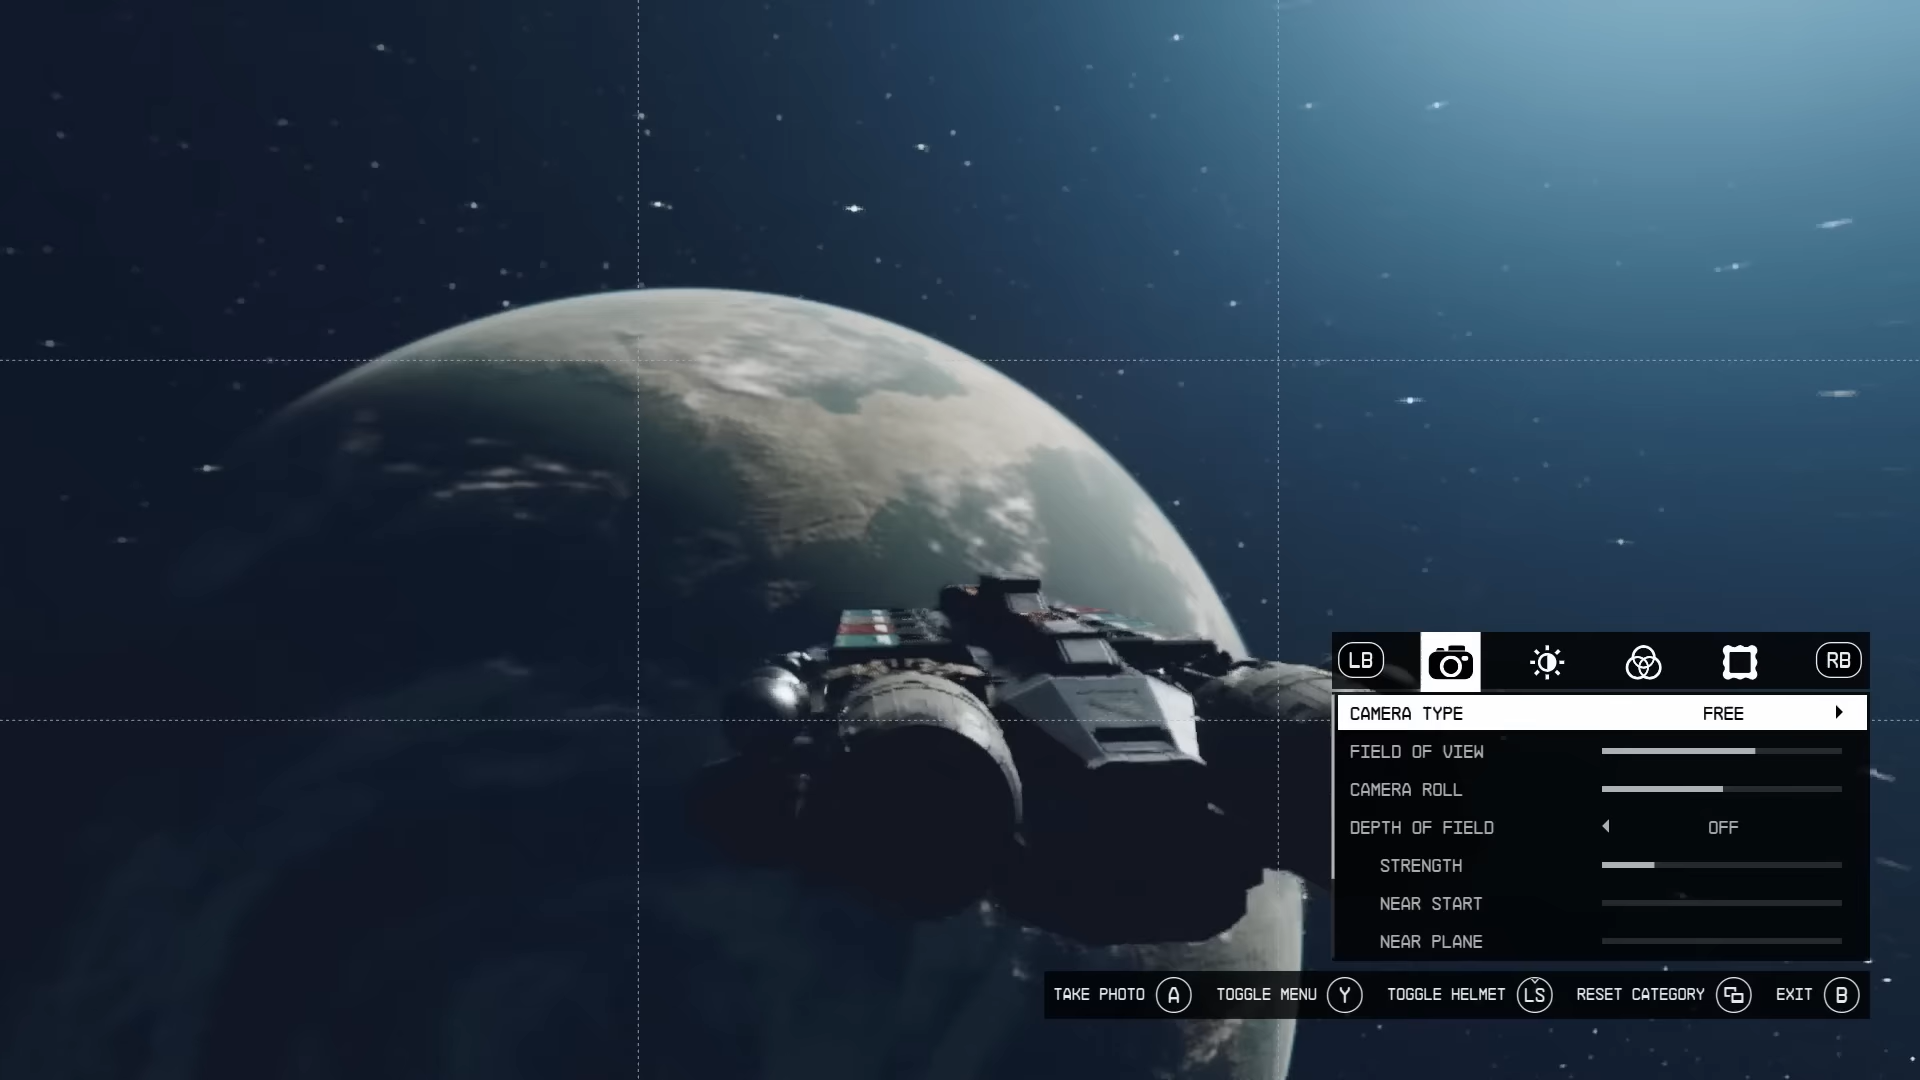 LB RB
CAMERA TYPE FREE
FIELD OF VIEW
CAMERA ROLL
DEPTH OF FIELD OFF
STRENGTH
NEAR START
NEAR PLANE
TAKE PHOTO A TOGGLE MENU Y TOGGLE HELMET LS RESET CATEGORY EXIT B